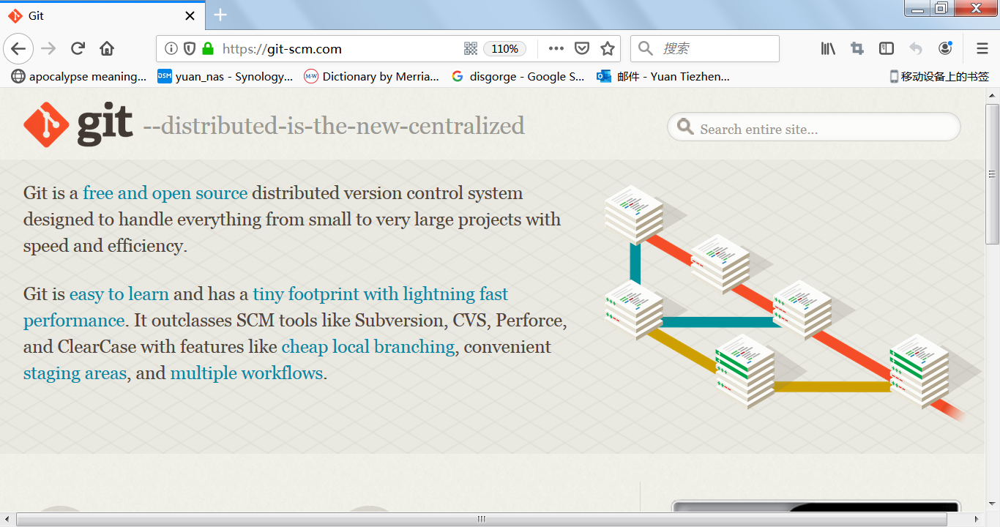 Git
https://git-scm.com
110%
搜索
apocalypse meaning...
DSM
yuan_nas - Synology...
M-W
Dictionary by Merria...
disgorge - Google S...
邮件 - Yuan Tiezhen...
移动设备上的书签
git --distributed-is-the-new-centralized
Search entire site...
Git is a free and open source distributed version control system
designed to handle everything from small to very large projects with
speed and efficiency.
Git is easy to learn and has a tiny footprint with lightning fast
performance. It outclasses SCM tools like Subversion, CVS, Perforce,
and ClearCase with features like cheap local branching, convenient
staging areas, and multiple workflows.